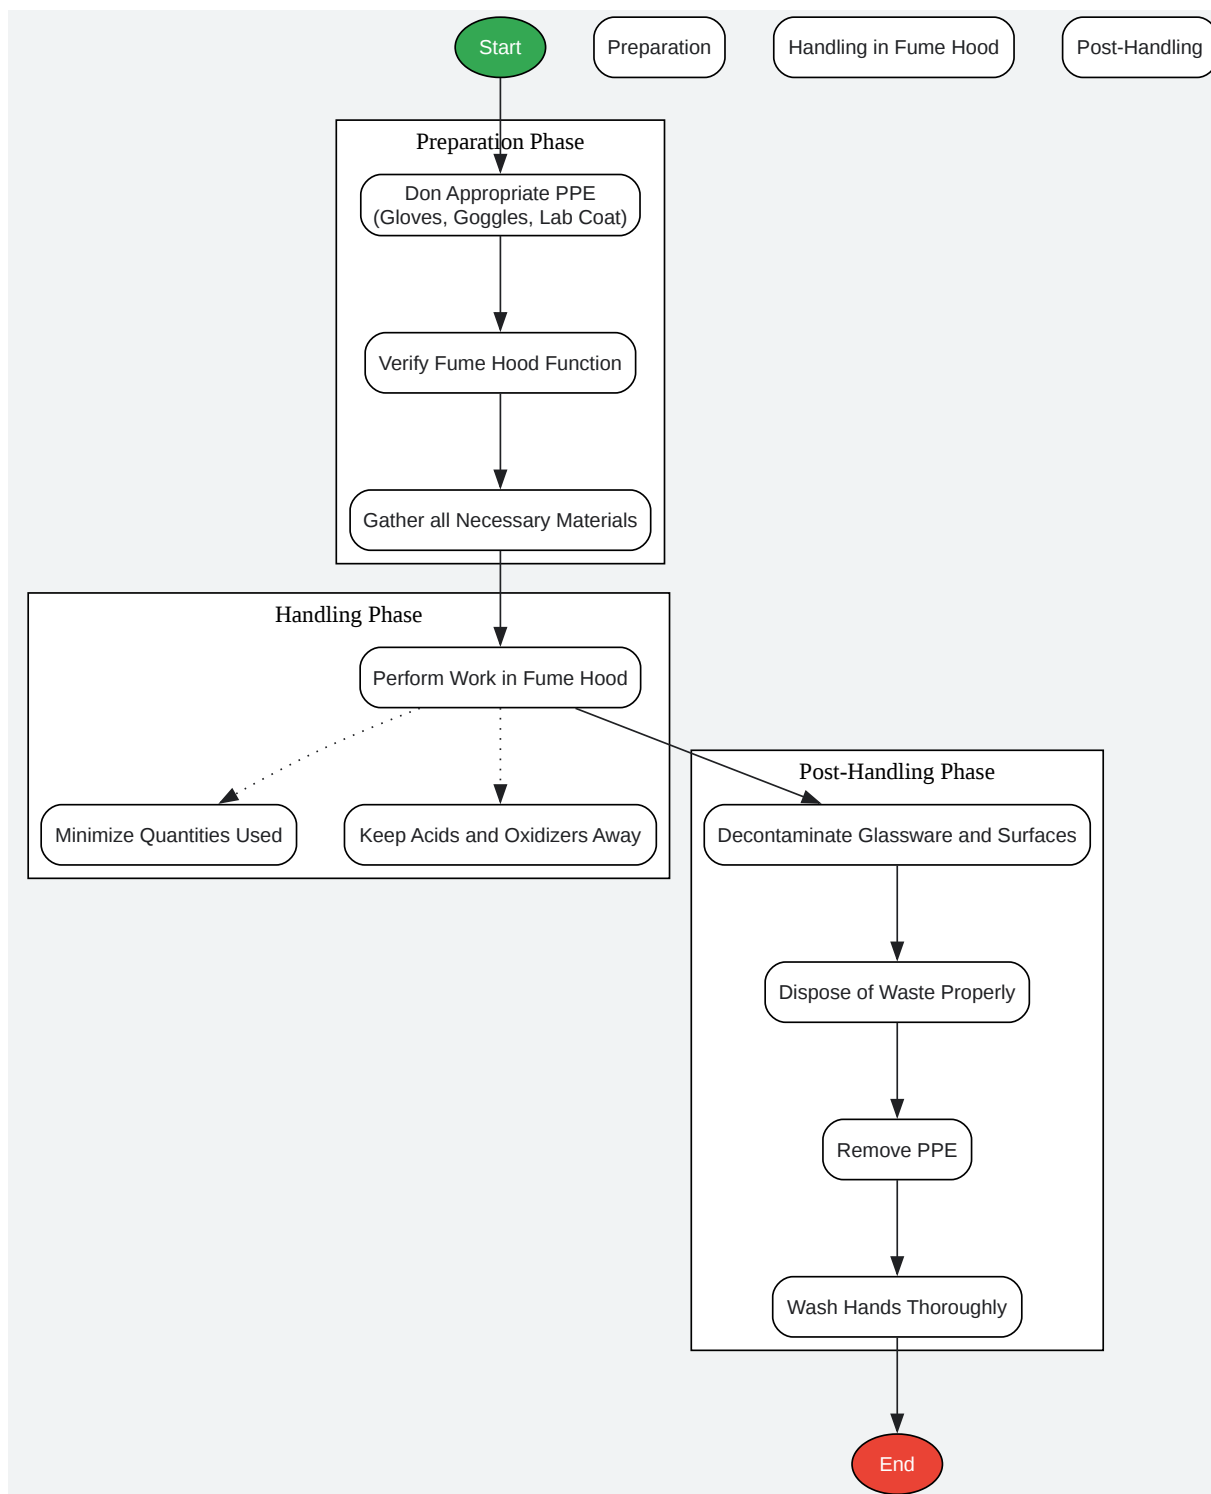 Start
Preparation
Handling in Fume Hood
Post-Handling
Preparation Phase
Don Appropriate PPE
(Gloves, Goggles, Lab Coat)
Verify Fume Hood Function
Gather all Necessary Materials
Handling Phase
Perform Work in Fume Hood
Minimize Quantities Used
Keep Acids and Oxidizers Away
Post-Handling Phase
Decontaminate Glassware and Surfaces
Dispose of Waste Properly
Remove PPE
Wash Hands Thoroughly
End